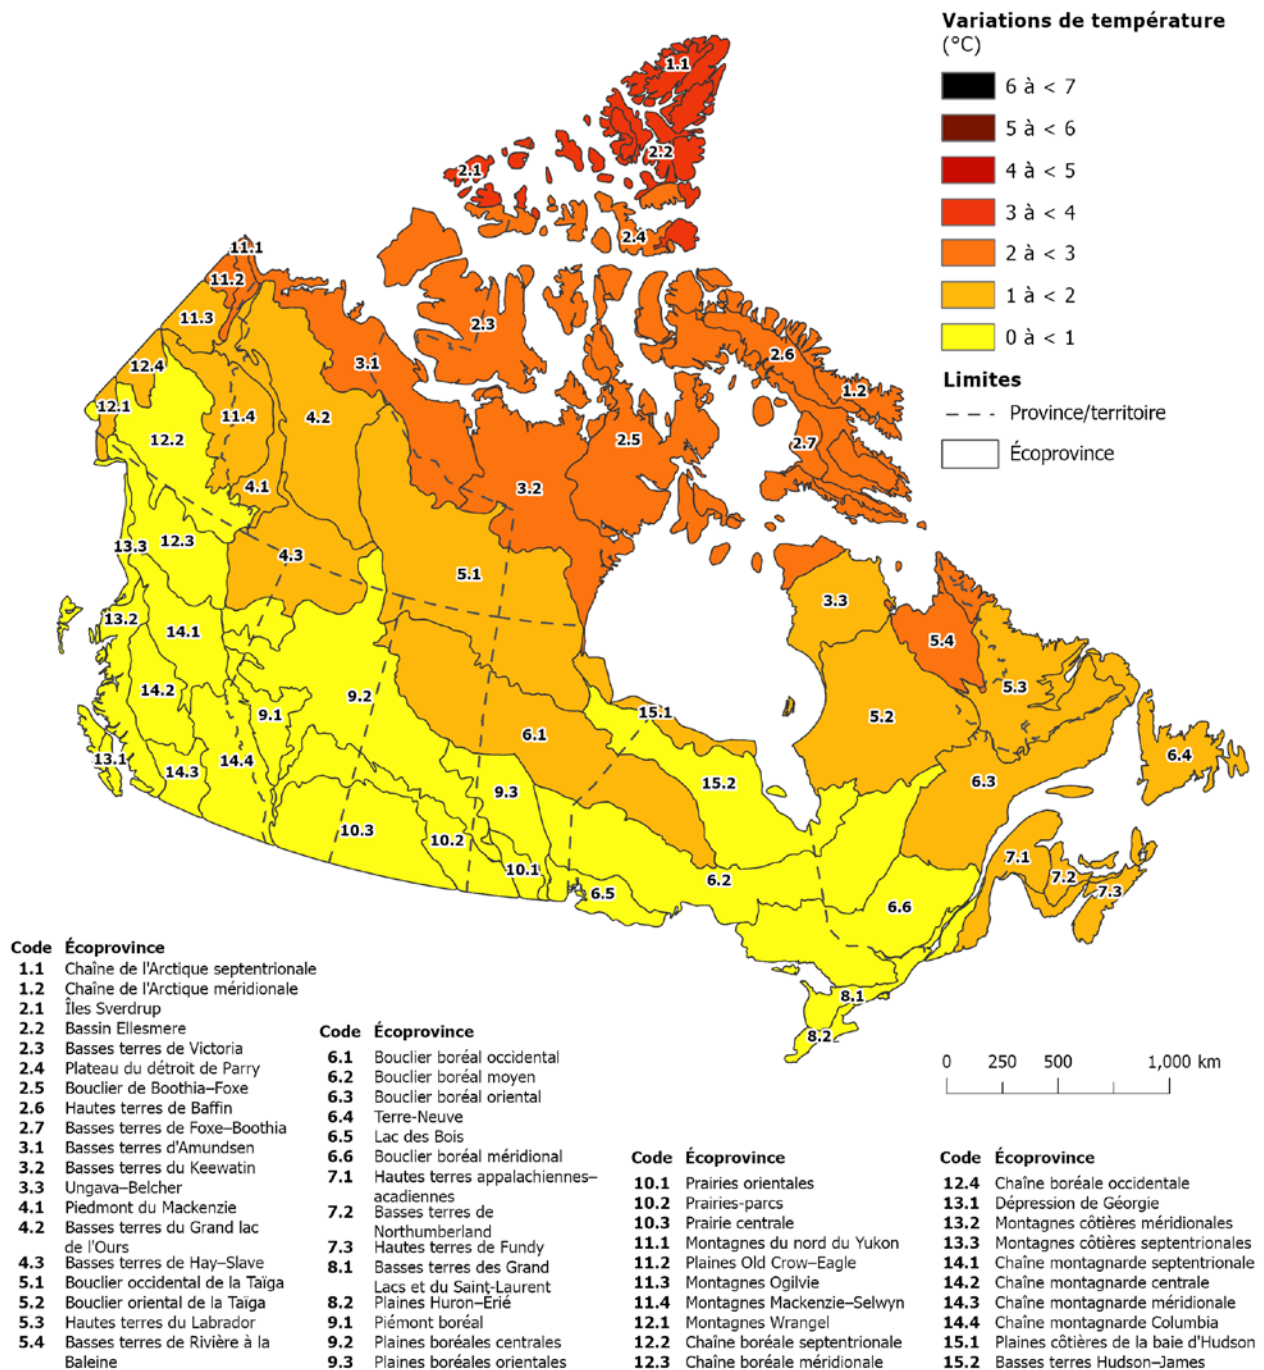 Variations de température
(°C)
6 à < 7
5 à < 6
4 à < 5
3 à < 4
2 à < 3
1 à < 2
0 à < 1
Limites
Province/territoire
Écoprovince
1.1
2.2
2.1
2.4
11.1
11.2
11.3
2.3
2.6
3.1
12.4
1.2
12.1
11.4
4.2
12.2
2.5
2.7
4.1
3.2
13.3
12.3
4.3
5.1
3.3
13.2
14.1
5.4
14.2
9.2
5.3
9.1
15.1
5.2
6.1
13.1
14.3
14.4
6.4
15.2
6.3
9.3
10.3
10.2
7.1
10.1
7.2
6.2
7.3
6.5
6.6
8.1
8.2
0 250 500 1,000 km
Code Écoprovince
1.1 Chaîne de l'Arctique septentrionale
1.2 Chaîne de l'Arctique méridionale
2.1 Îles Sverdrup
2.2 Bassin Ellesmere
2.3 Basses terres de Victoria
2.4 Plateau du détroit de Parry
2.5 Bouclier de Boothia–Foxe
2.6 Hautes terres de Baffin
2.7 Basses terres de Foxe–Boothia
3.1 Basses terres d'Amundsen
3.2 Basses terres du Keewatin
3.3 Ungava–Belcher
4.1 Piedmont du Mackenzie
4.2 Basses terres du Grand lac
de l'Ours
4.3 Basses terres de Hay–Slave
5.1 Bouclier occidental de la Taïga
5.2 Bouclier oriental de la Taïga
5.3 Hautes terres du Labrador
5.4 Basses terres de Rivière à la
Baleine
Code Écoprovince
6.1 Bouclier boréal occidental
6.2 Bouclier boréal moyen
6.3 Bouclier boréal oriental
6.4 Terre-Neuve
6.5 Lac des Bois
6.6 Bouclier boréal méridional
7.1 Hautes terres appalachiennes–
acadiennes
7.2 Basses terres de
Northumberland
7.3 Hautes terres de Fundy
8.1 Basses terres des Grand
Lacs et du Saint-Laurent
8.2 Plaines Huron–Érié
9.1 Piémont boréal
9.2 Plaines boréales centrales
9.3 Plaines boréales orientales
Code Écoprovince
10.1 Prairies orientales
10.2 Prairies-parcs
10.3 Prairie centrale
11.1 Montagnes du nord du Yukon
11.2 Plaines Old Crow–Eagle
11.3 Montagnes Ogilvie
11.4 Montagnes Mackenzie–Selwyn
12.1 Montagnes Wrangel
12.2 Chaîne boréale septentrionale
12.3 Chaîne boréale méridionale
Code Écoprovince
12.4 Chaîne boréale occidentale
13.1 Dépression de Géorgie
13.2 Montagnes côtières méridionales
13.3 Montagnes côtières septentrionales
14.1 Chaîne montagnarde septentrionale
14.2 Chaîne montagnarde centrale
14.3 Chaîne montagnarde méridionale
14.4 Chaîne montagnarde Columbia
15.1 Plaines côtières de la baie d'Hudson
15.2 Basses terres Hudson–James